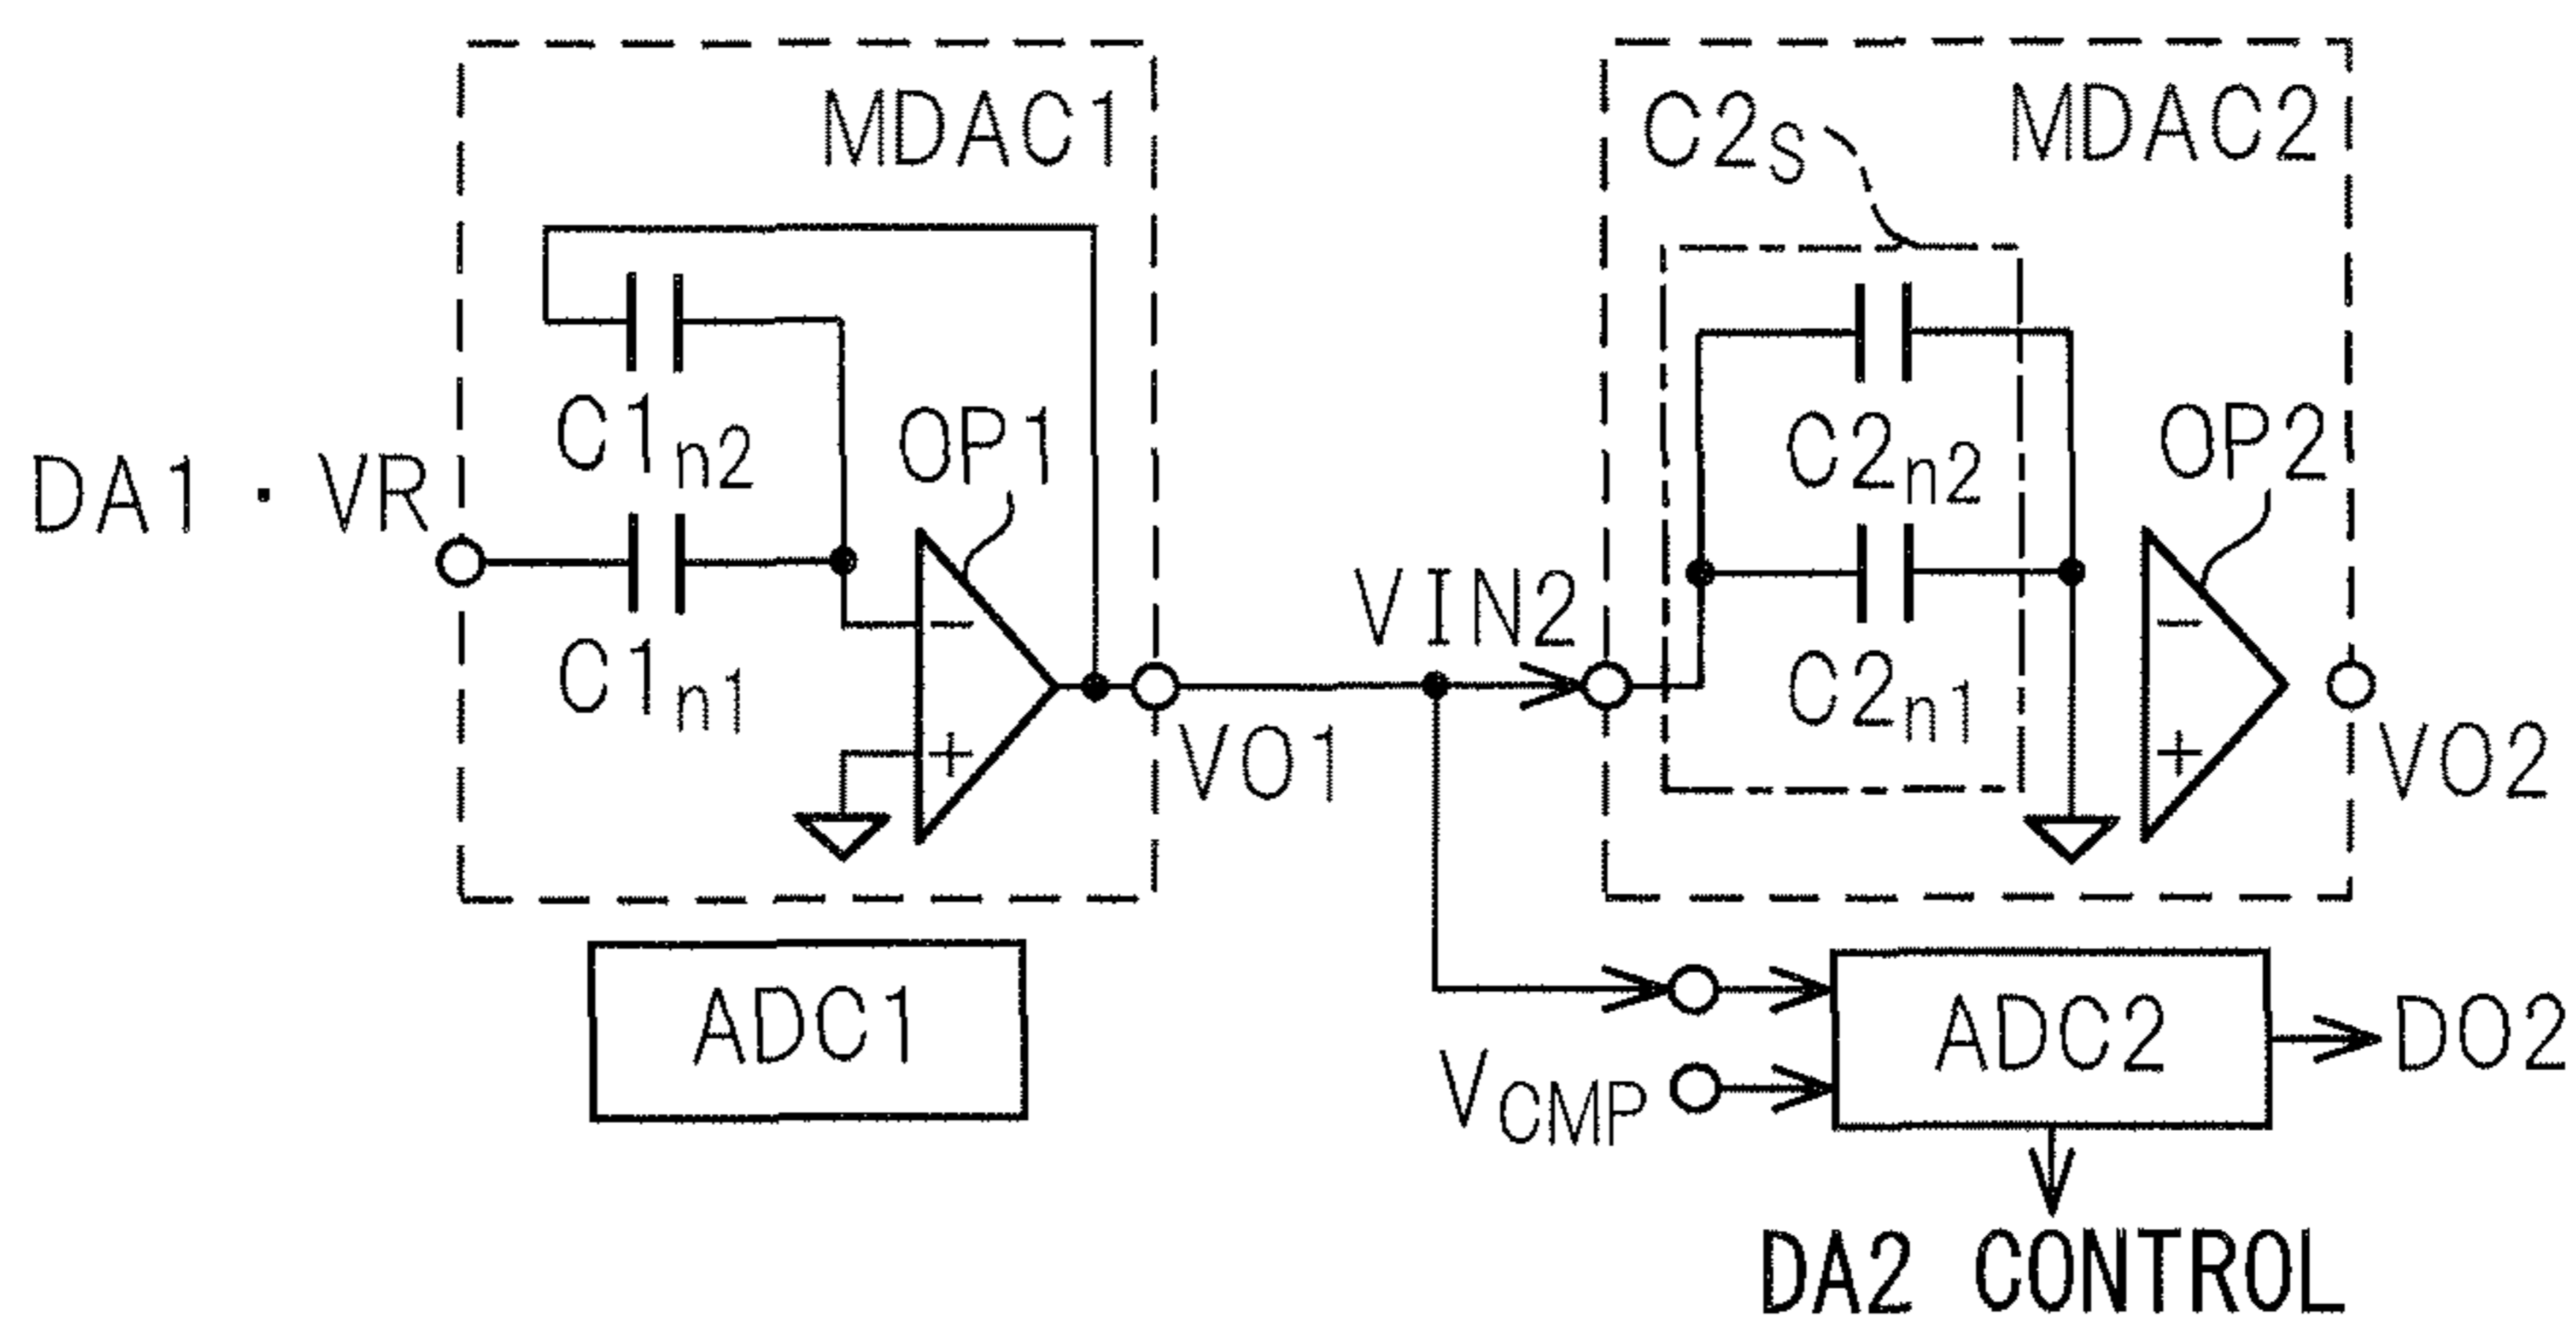 MDAC1
C1n2
OP1
DA1 · VR
C1n1
VO1
ADC1
MDAC2
C2S
C2n2
OP2
VIN2
C2n1
VO2
VCMP
ADC2
DO2
DA2 CONTROL